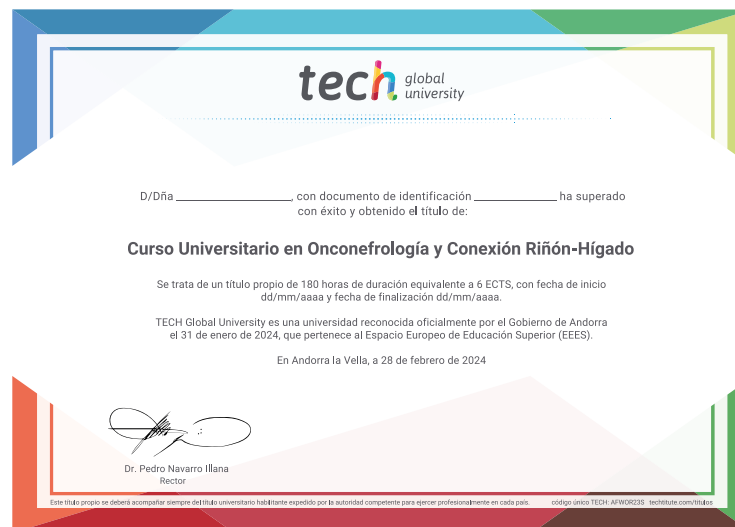 tech global
university
D/Dña ____________________, con documento de identificación ______________ ha superado
con éxito y obtenido el título de:
Curso Universitario en Onconefrología y Conexión Riñón-Hígado
Se trata de un título propio de 180 horas de duración equivalente a 6 ECTS, con fecha de inicio
dd/mm/aaaa y fecha de finalización dd/mm/aaaa.
TECH Global University es una universidad reconocida oficialmente por el Gobierno de Andorra
el 31 de enero de 2024, que pertenece al Espacio Europeo de Educación Superior (EEES).
En Andorra la Vella, a 28 de febrero de 2024
Dr. Pedro Navarro Illana
Rector
Este título propio se deberá acompañar siempre del título universitario habilitante expedido por la autoridad competente para ejercer profesionalmente en cada país. código único TECH: AFWOR23S techtitute.com/titulos